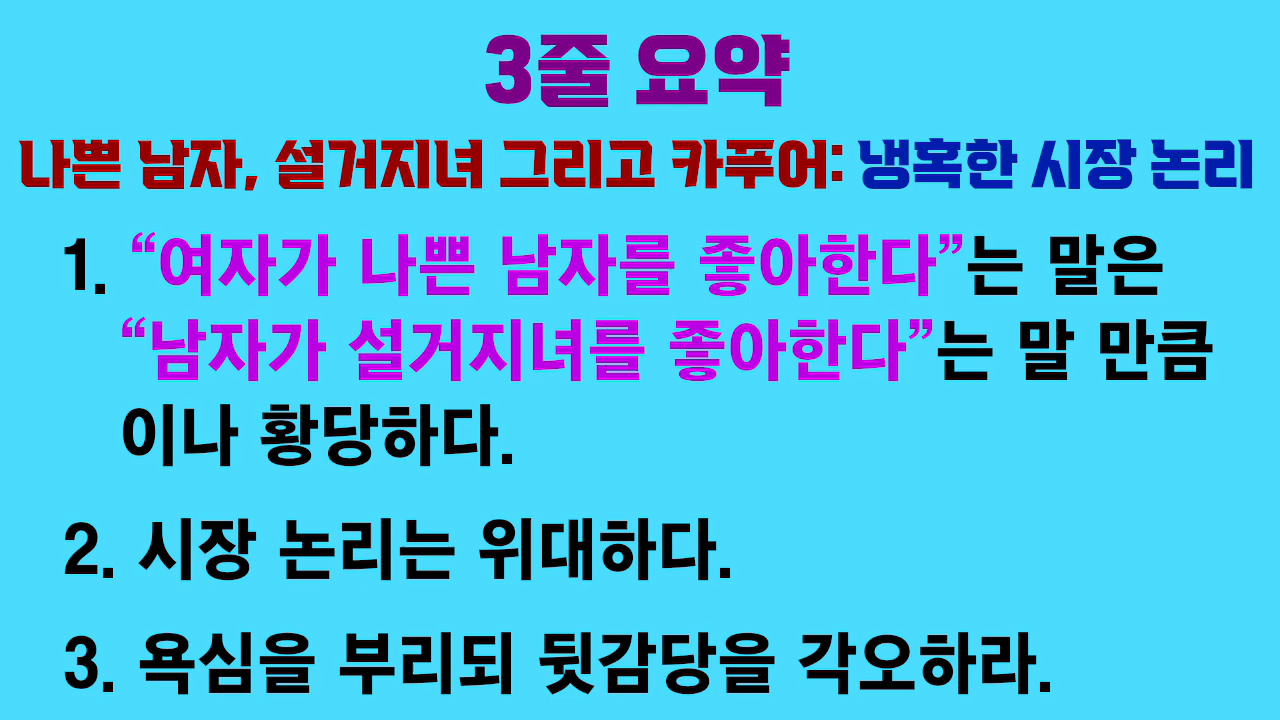 3줄 요약
나쁜 남자, 설거지녀 그리고 카푸어: 냉혹한 시장 논리
1. “여자가 나쁜 남자를 좋아한다”는 말은
“남자가 설거지녀를 좋아한다”는 말 만큼
이나 황당하다.
2. 시장 논리는 위대하다.
3. 욕심을 부리되 뒷감당을 각오하라.